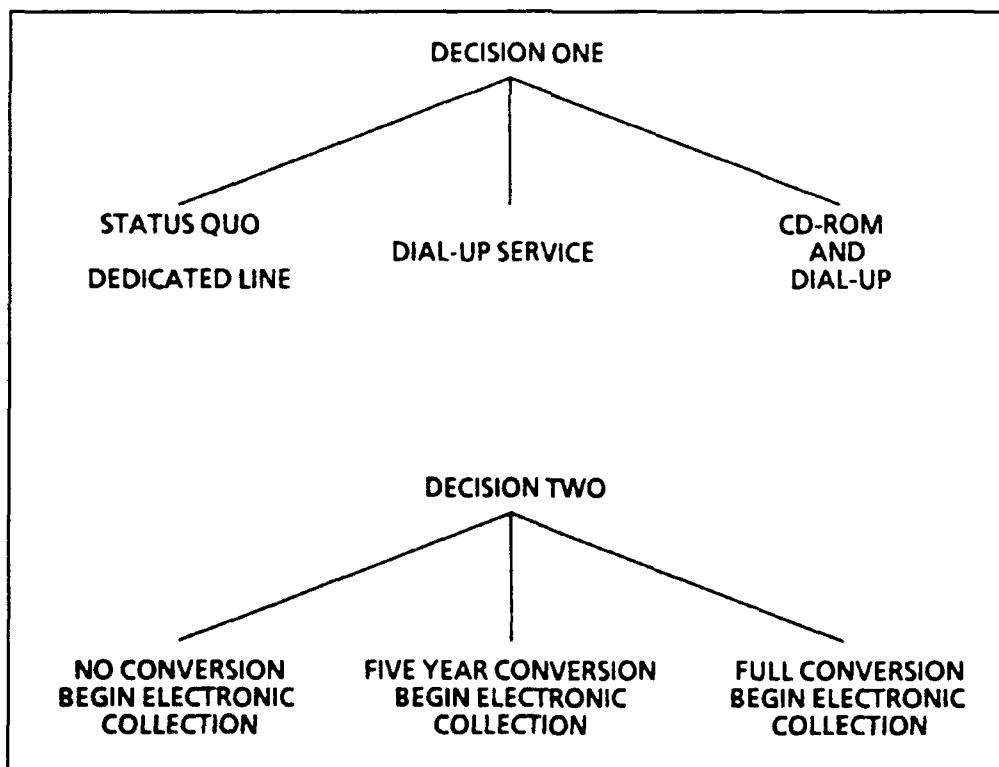 DECISION ONE
STATUS QUO
DEDICATED LINE
DIAL-UP SERVICE
CD-ROM
AND
DIAL-UP
DECISION TWO
NO CONVERSION
BEGIN ELECTRONIC
COLLECTION
FIVE YEAR CONVERSION
BEGIN ELECTRONIC
COLLECTION
FULL CONVERSION
BEGIN ELECTRONIC
COLLECTION